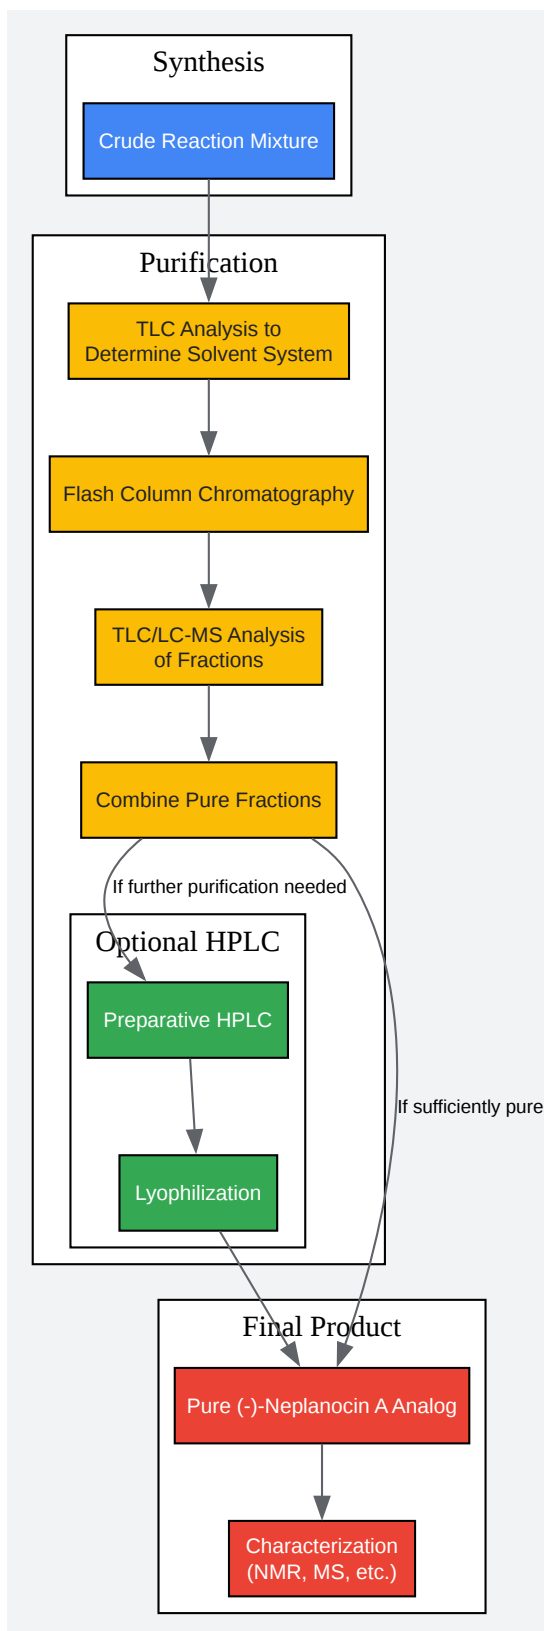 Synthesis
Crude Reaction Mixture
Purification
TLC Analysis to
Determine Solvent System
Flash Column Chromatography
TLC/LC-MS Analysis
of Fractions
Combine Pure Fractions
If further purification needed
Optional HPLC
Preparative HPLC
If sufficiently pure
Lyophilization
Final Product
Pure (-)-Neplanocin A Analog
Characterization
(NMR, MS, etc.)